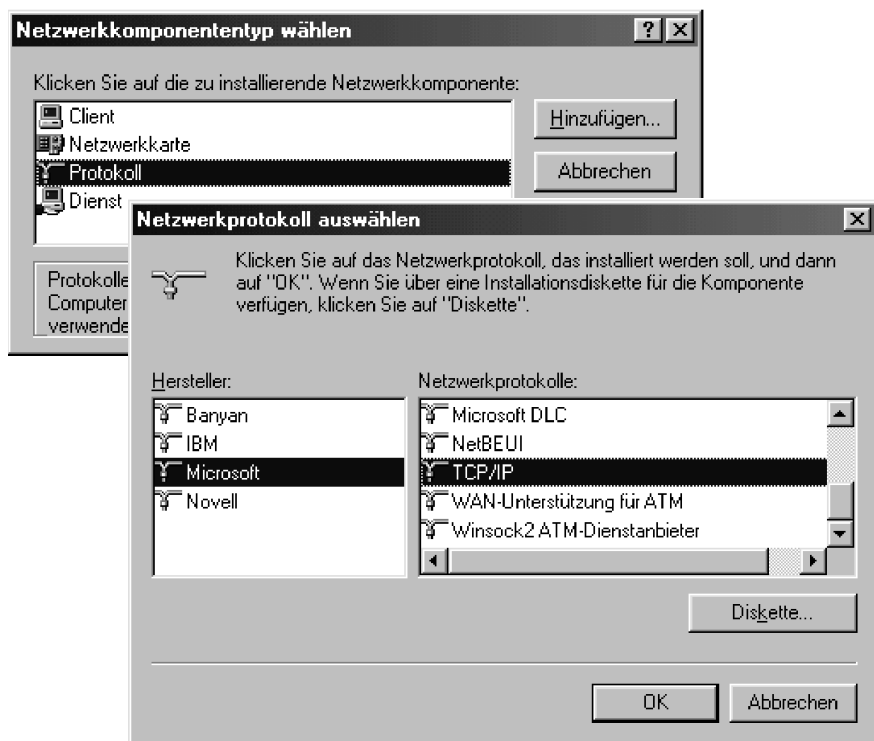 Netzwerkkomponententyp wählen
Klicken Sie auf die zu installierende Netzwerkkomponente:
Client
Netzwerkkarte
Protokoll
Dienst
Hinzufügen...
Abbrechen
Protokolle
Computer
verwende
Netzwerkprotokoll auswählen
Klicken Sie auf das Netzwerkprotokoll, das installiert werden soll, und dann
auf "OK". Wenn Sie über eine Installationsdiskette für die Komponente
verfügen, klicken Sie auf "Diskette".
Hersteller:
Banyan
IBM
Microsoft
Novell
Netzwerkprotokolle:
Microsoft DLC
NetBEUI
TCP/IP
WAN-Unterstützung für ATM
Winsock2 ATM-Dienstanbieter
Diskette...
OK
Abbrechen